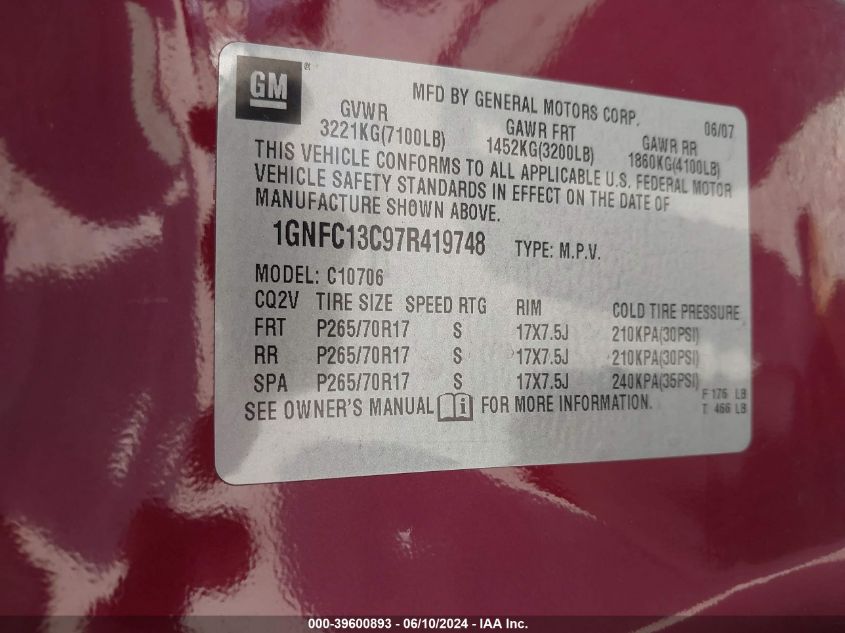 GM ®
MFD BY GENERAL MOTORS CORP. 06/07
GVWR GAWR FRT GAWR RR
3221KG(7100LB) 1452KG(3200LB) 1860KG(4100LB)
THIS VEHICLE CONFORMS TO ALL APPLICABLE U.S. FEDERAL MOTOR
VEHICLE SAFETY STANDARDS IN EFFECT ON THE DATE OF
MANUFACTURE SHOWN ABOVE.
1GNFC13C97R419748 TYPE: M.P.V.
MODEL: C10706
CQ2V TIRE SIZE SPEED RTG RIM COLD TIRE PRESSURE
FRT P265/70R17 S 17X7.5J 210KPA(30PSI)
RR P265/70R17 S 17X7.5J 210KPA(30PSI)
SPA P265/70R17 S 17X7.5J 240KPA(35PSI)
F 176 LB
SEE OWNER'S MANUAL i FOR MORE INFORMATION.
T 466 LB
000-39600893 - 06/10/2024 - IAA Inc.